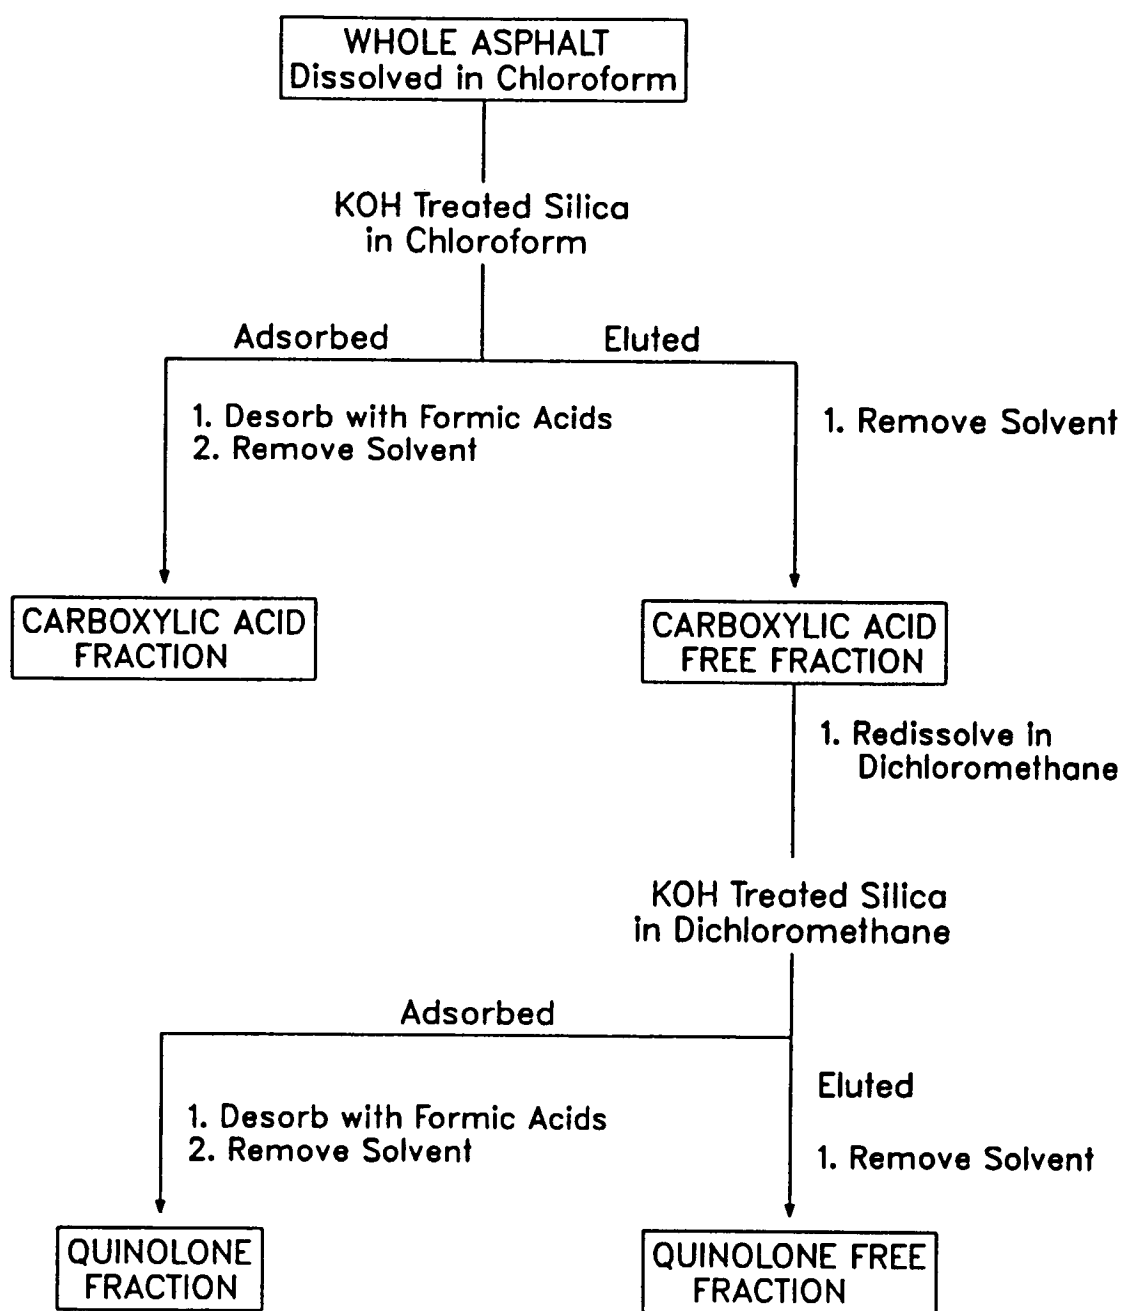 WHOLE ASPHALT
Dissolved in Chloroform
KOH Treated Silica
in Chloroform
Adsorbed
Eluted
1. Desorb with Formic Acids
2. Remove Solvent
1. Remove Solvent
CARBOXYLIC ACID
FRACTION
CARBOXYLIC ACID
FREE FRACTION
1. Redissolve in
Dichloromethane
KOH Treated Silica
in Dichloromethane
Adsorbed
Eluted
1. Desorb with Formic Acids
2. Remove Solvent
1. Remove Solvent
QUINOLONE
FRACTION
QUINOLONE FREE
FRACTION